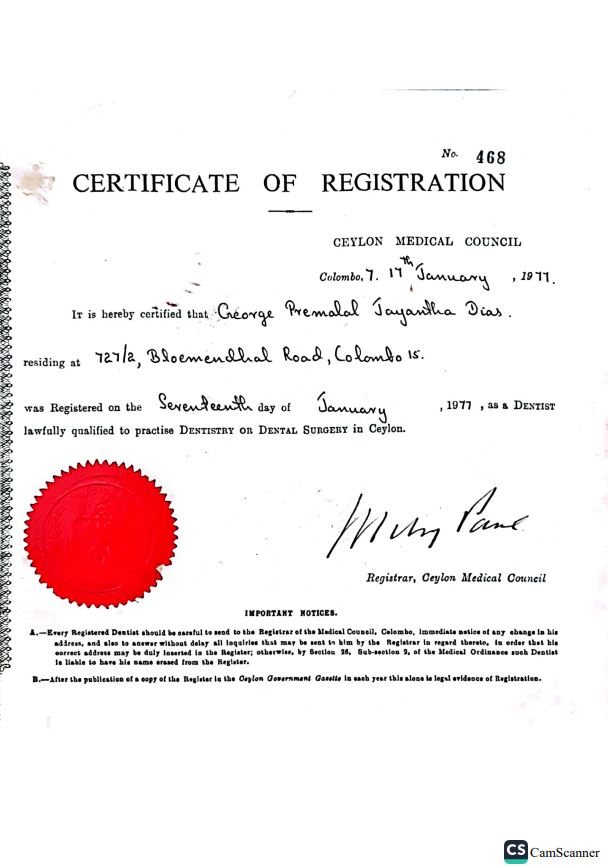 No. 468
CERTIFICATE OF REGISTRATION
CEYLON MEDICAL COUNCIL
Colombo, 7. 17th January , 1977.
IT is hereby certified that George Premalal Jayantha Dias.
residing at 727/2, Bloemendhal Road, Colombo 15.
was Registered on the Seventeenth day of January , 1977 , as a DENTIST
lawfully qualified to practise DENTISTRY OR DENTAL SURGERY in Ceylon.
Registrar, Ceylon Medical Council
IMPORTANT NOTICES.
A.—Every Registered Dentist should be careful to send to the Registrar of the Medical Council, Colombo, immediate notice of any change in his
address, and also to answer without delay all inquiries that may be sent to him by the Registrar in regard thereto, in order that his
correct address may be duly inserted in the Register; otherwise, by Section 26, Sub-section 2, of the Medical Ordinance such Dentist
is liable to have his name erased from the Register.
B.—After the publication of a copy of the Register in the Ceylon Government Gazette in each year this alone is legal evidence of Registration.
CS CamScanner